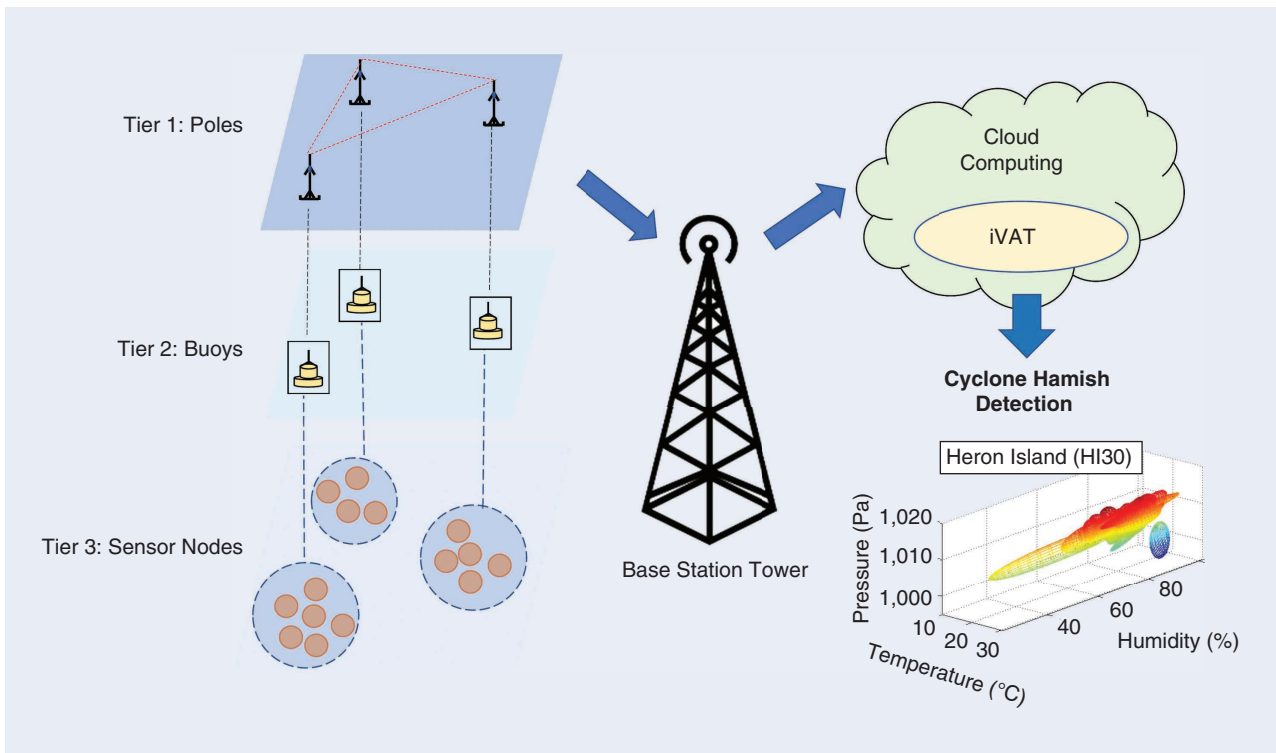 Tier 1: Poles
Tier 2: Buoys
Tier 3: Sensor Nodes
Base Station Tower
Cloud
Computing
iVAT
Cyclone Hamish
Detection
Heron Island (HI30)
Pressure (Pa)
1,020
1,010
1,000
10
20
30
Temperature (°C)
40
60
80
Humidity (%)